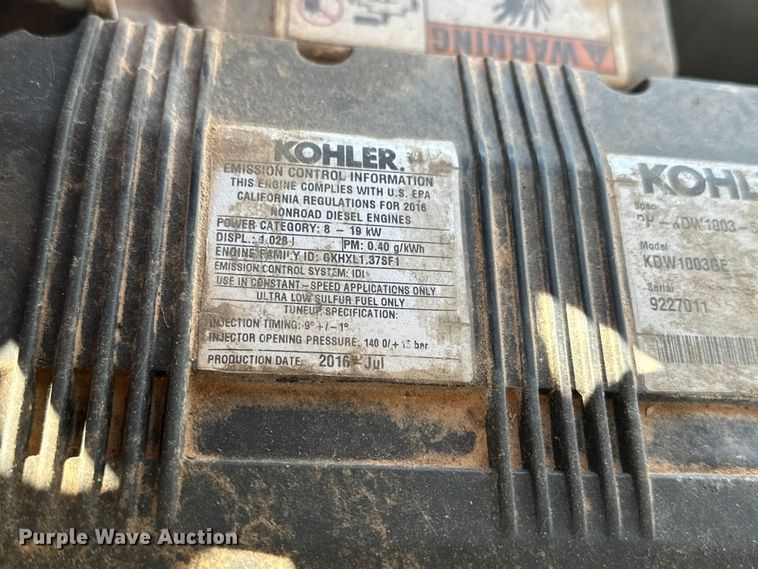 WARNING
KOHLER.
EMISSION CONTROL INFORMATION
THIS ENGINE COMPLIES WITH U.S. EPA
CALIFORNIA REGULATIONS FOR 2016
NONROAD DIESEL ENGINES
POWER CATEGORY: 8 - 19 kW
DISPL.: 1.028 l PM: 0.40 g/kWh
ENGINE FAMILY ID: GKHXL1.37SF1
EMISSION CONTROL SYSTEM: IDI
USE IN CONSTANT - SPEED APPLICATIONS ONLY
ULTRA LOW SULFUR FUEL ONLY
TUNEUP SPECIFICATION:
INJECTION TIMING: 9° +/- 1°
INJECTOR OPENING PRESSURE: 140 0/+ 15 bar
PRODUCTION DATE: 2016-Jul
KOHL
Spec
KDW1003-
Model
KDW1003GE
Serial
9227011
Purple Wave Auction